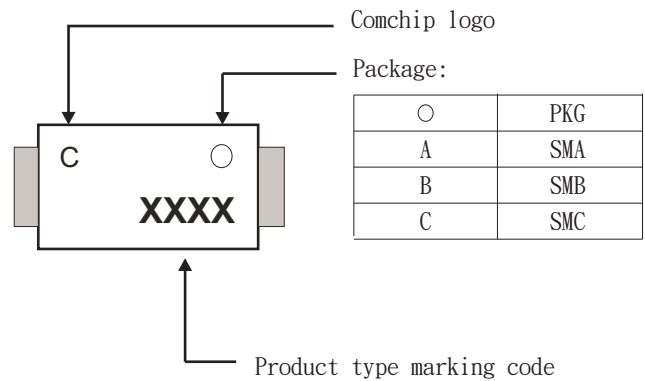 Comchip logo
Package:
○ PKG
A SMA
B SMB
C SMC
C ○
XXXX
Product type marking code